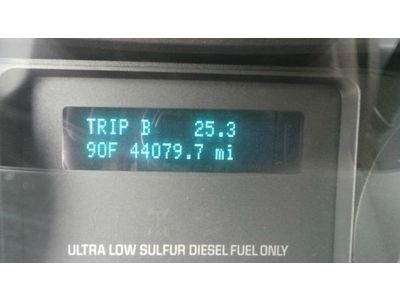 TRIP B 25.3
90F 44079.7 mi
ULTRA LOW SULFUR DIESEL FUEL ONLY